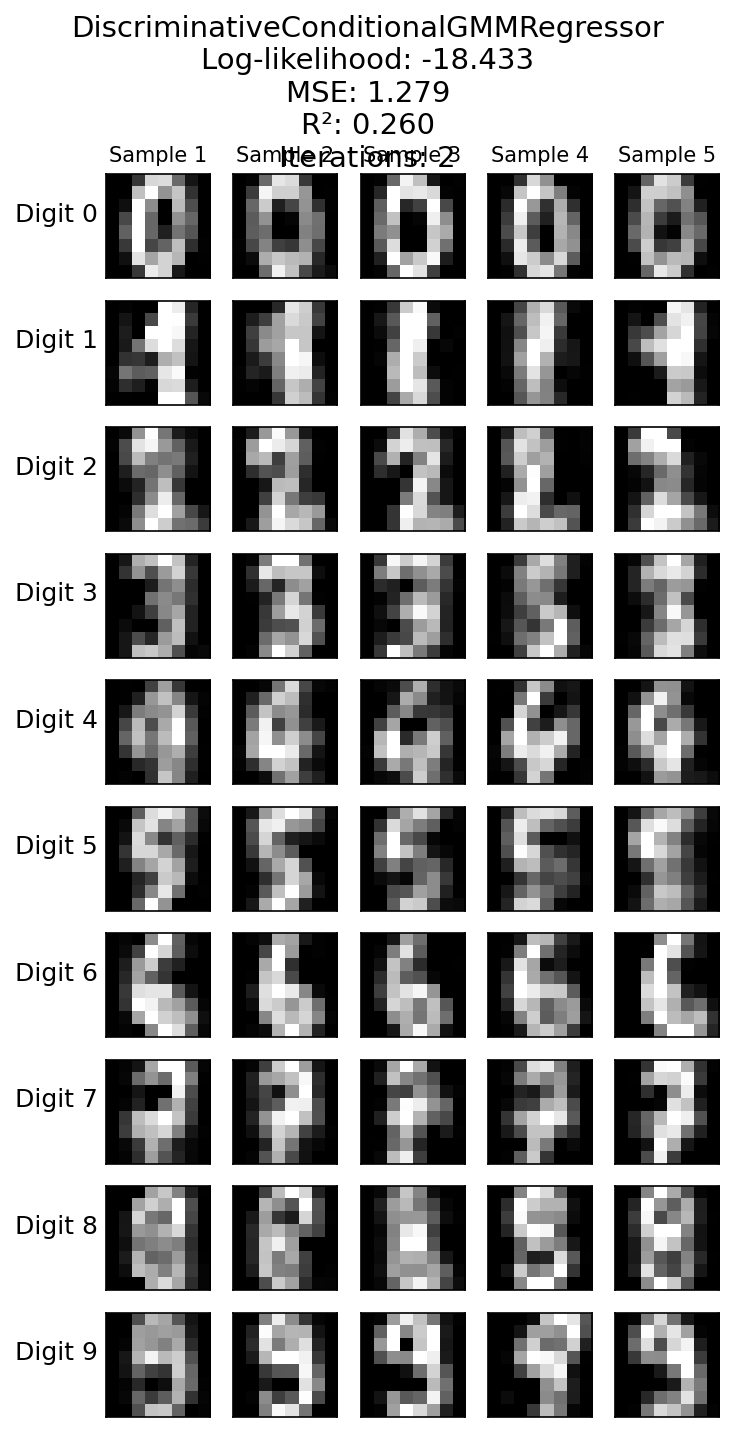 DiscriminativeConditionalGMMRegressor
Log-likelihood: -18.433
MSE: 1.279
R²: 0.260
Iterations: 2
Sample 1 Sample 2 Sample 3 Sample 4 Sample 5
Digit 0
Digit 1
Digit 2
Digit 3
Digit 4
Digit 5
Digit 6
Digit 7
Digit 8
Digit 9